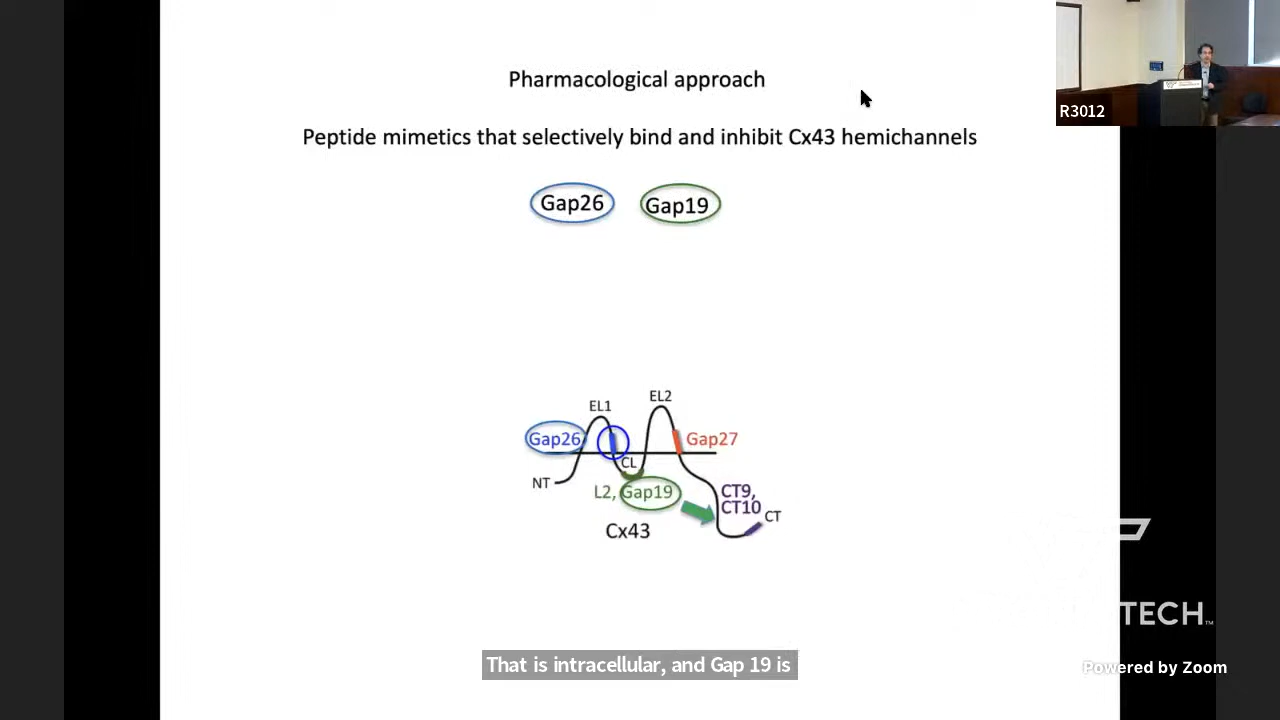 Pharmacological approach
R3012
Peptide mimetics that selectively bind and inhibit Cx43 hemichannels
Gap26 Gap19
EL1 EL2
Gap26 Gap27
CL
NT
L2, Gap19 CT9,
CT10 CT
Cx43
TECH™
That is intracellular, and Gap 19 is
Powered by Zoom